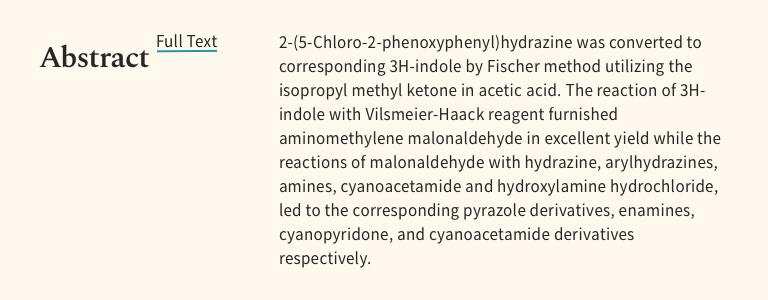 Abstract
Full Text
2-(5-Chloro-2-phenoxyphenyl)hydrazine was converted to
corresponding 3H-indole by Fischer method utilizing the
isopropyl methyl ketone in acetic acid. The reaction of 3H-
indole with Vilsmeier-Haack reagent furnished
aminomethylene malonaldehyde in excellent yield while the
reactions of malonaldehyde with hydrazine, arylhydrazines,
amines, cyanoacetamide and hydroxylamine hydrochloride,
led to the corresponding pyrazole derivatives, enamines,
cyanopyridone, and cyanoacetamide derivatives
respectively.